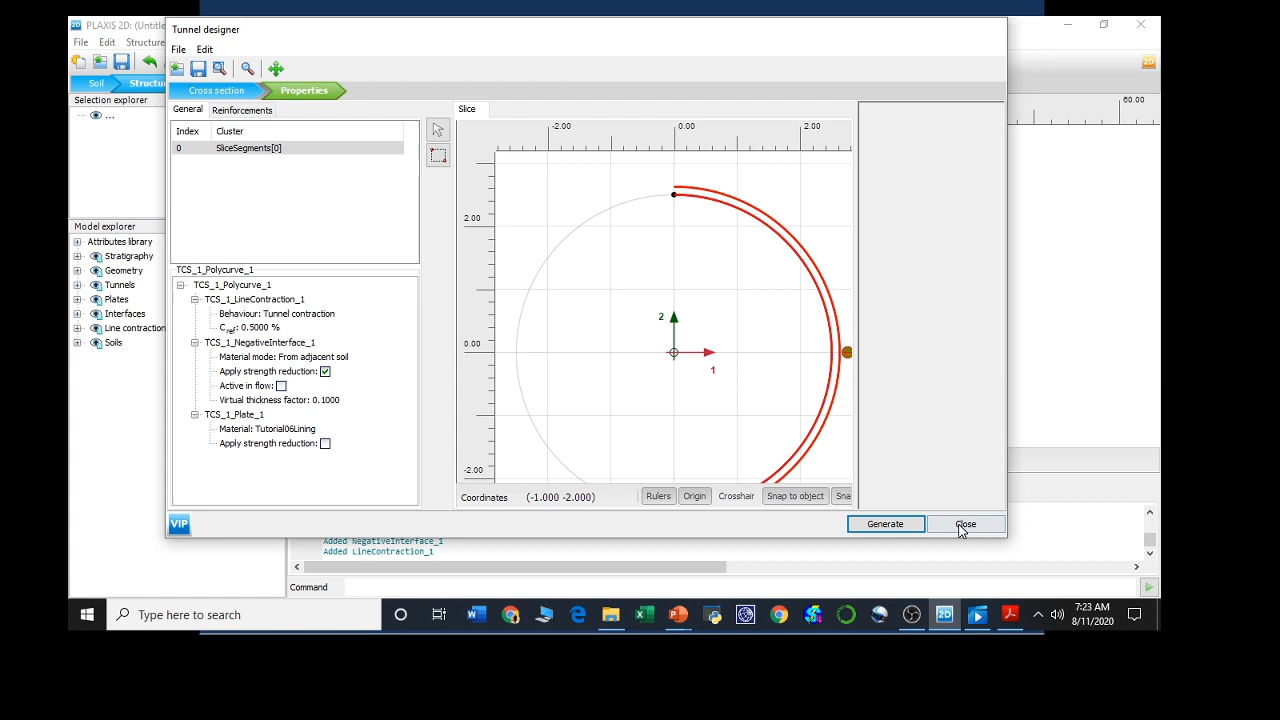 PLAXIS 2D: (Untitle
Tunnel designer
File Edit Structure
File Edit
Soil Structu
Cross section Properties
Selection explorer
...
General Reinforcements
Slice
Index Cluster
0 SliceSegments[0]
-2.00 0.00 2.00
60.00
2.00
0.00
-2.00
2
1
Model explorer
Attributes library
Stratigraphy
Geometry
Tunnels
Plates
Interfaces
Line contraction
Soils
TCS_1_Polycurve_1
TCS_1_Polycurve_1
TCS_1_LineContraction_1
Behaviour: Tunnel contraction
Cref: 0.5000 %
TCS_1_NegativeInterface_1
Material mode: From adjacent soil
Apply strength reduction:
Active in flow:
Virtual thickness factor: 0.1000
TCS_1_Plate_1
Material: Tutorial06Lining
Apply strength reduction:
Coordinates (-1.000 -2.000)
Rulers Origin Crosshair Snap to object Sna
VIP
Generate Close
Added NegativeInterface_1
Added LineContraction_1
Command
Type here to search
2D
7:23 AM
8/11/2020